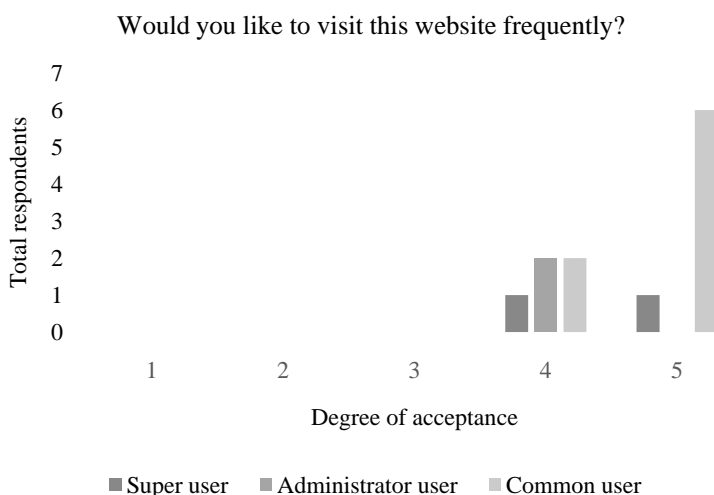 Would you like to visit this website frequently?
7
6
5
4
3
2
1
0
Total respondents
1 2 3 4 5
Degree of acceptance
Super user Administrator user Common user